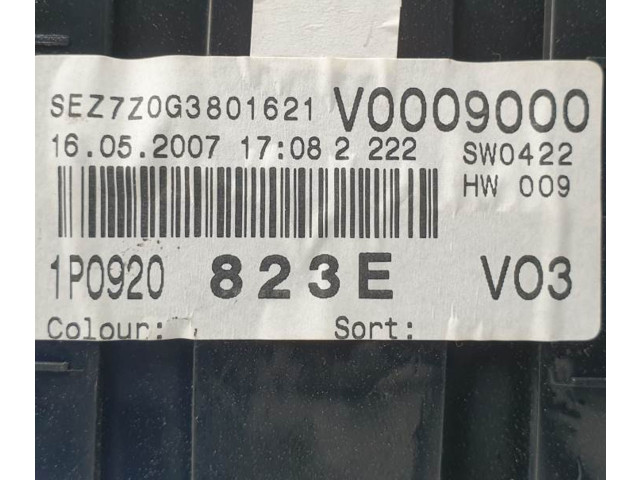 SEZ7Z0G3801621 V0009000
16.05.2007 17:08 2 222 SW0422
HW 009
1P0920 823E V03
Colour: Sort: